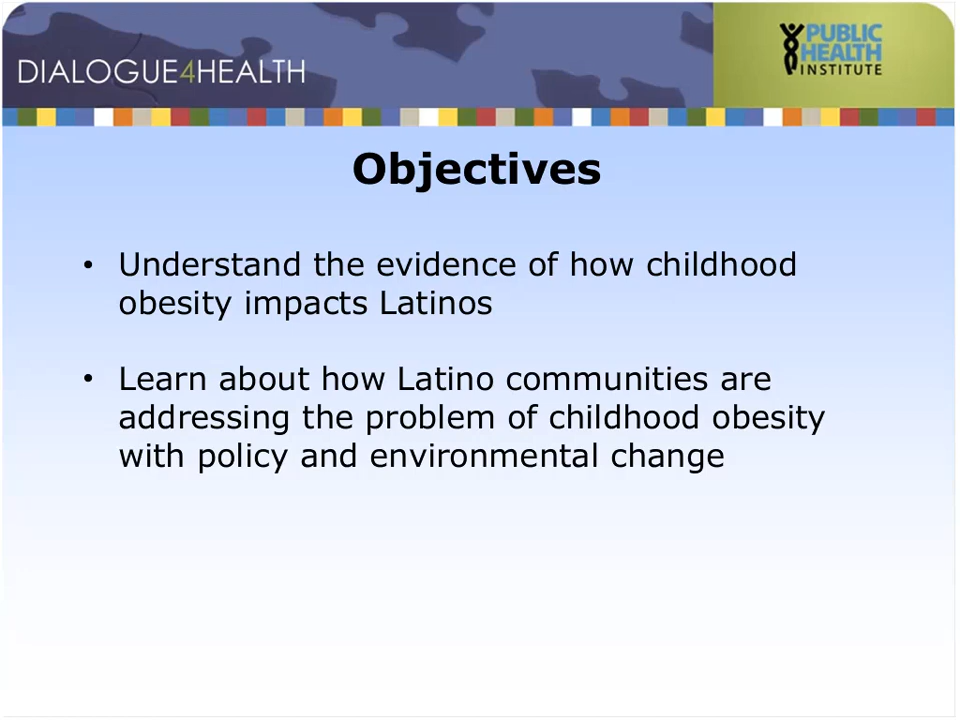 DIALOGUE4HEALTH
PUBLIC
HEALTH
INSTITUTE
Objectives
• Understand the evidence of how childhood
obesity impacts Latinos
• Learn about how Latino communities are
addressing the problem of childhood obesity
with policy and environmental change